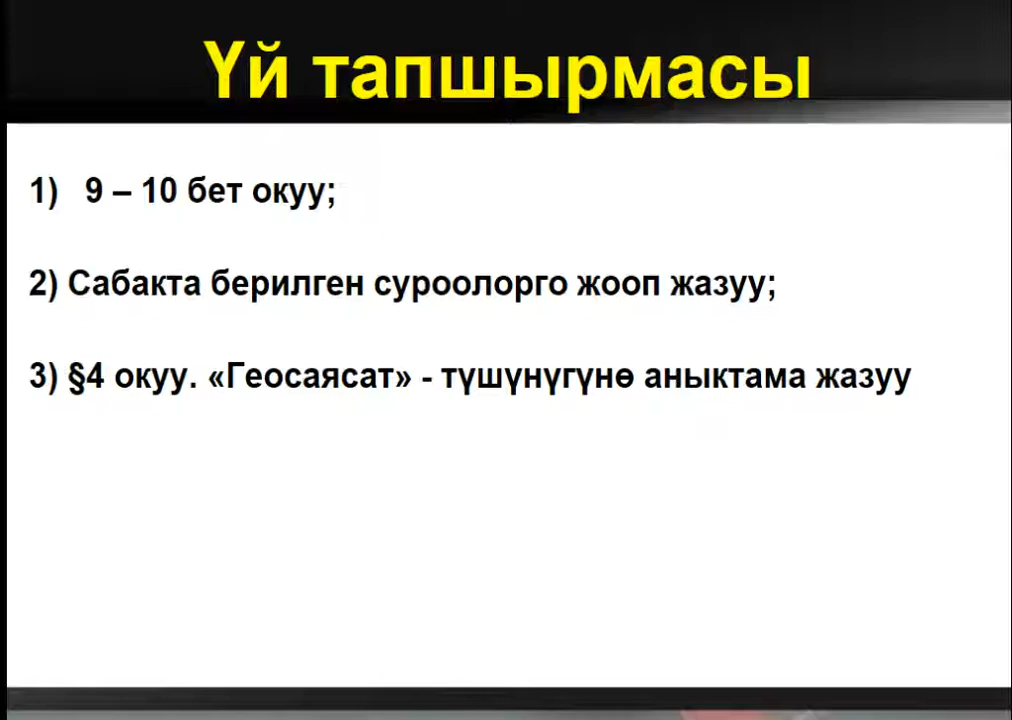 Үй тапшырмасы
1) 9 – 10 бет окуу;
2) Сабакта берилген суроолорго жооп жазуу;
3) §4 окуу. «Геосаясат» - түшүнүгүнө аныктама жазуу